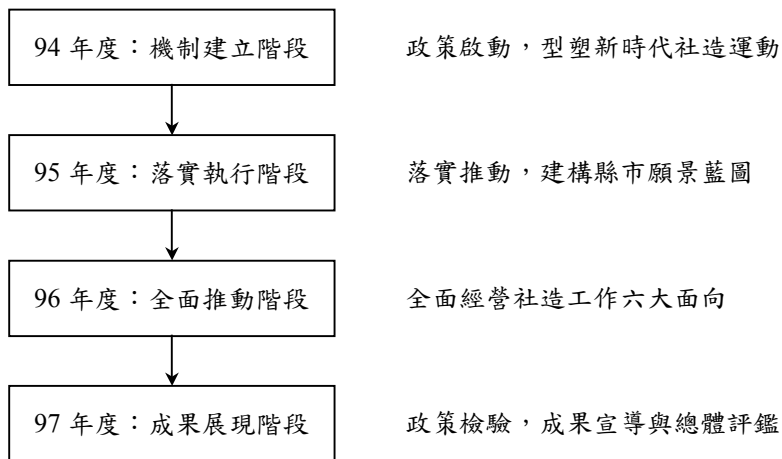 94 年度：機制建立階段 政策啟動，型塑新時代社造運動
95 年度：落實執行階段 落實推動，建構縣市願景藍圖
96 年度：全面推動階段 全面經營社造工作六大面向
97 年度：成果展現階段 政策檢驗，成果宣導與總體評鑑